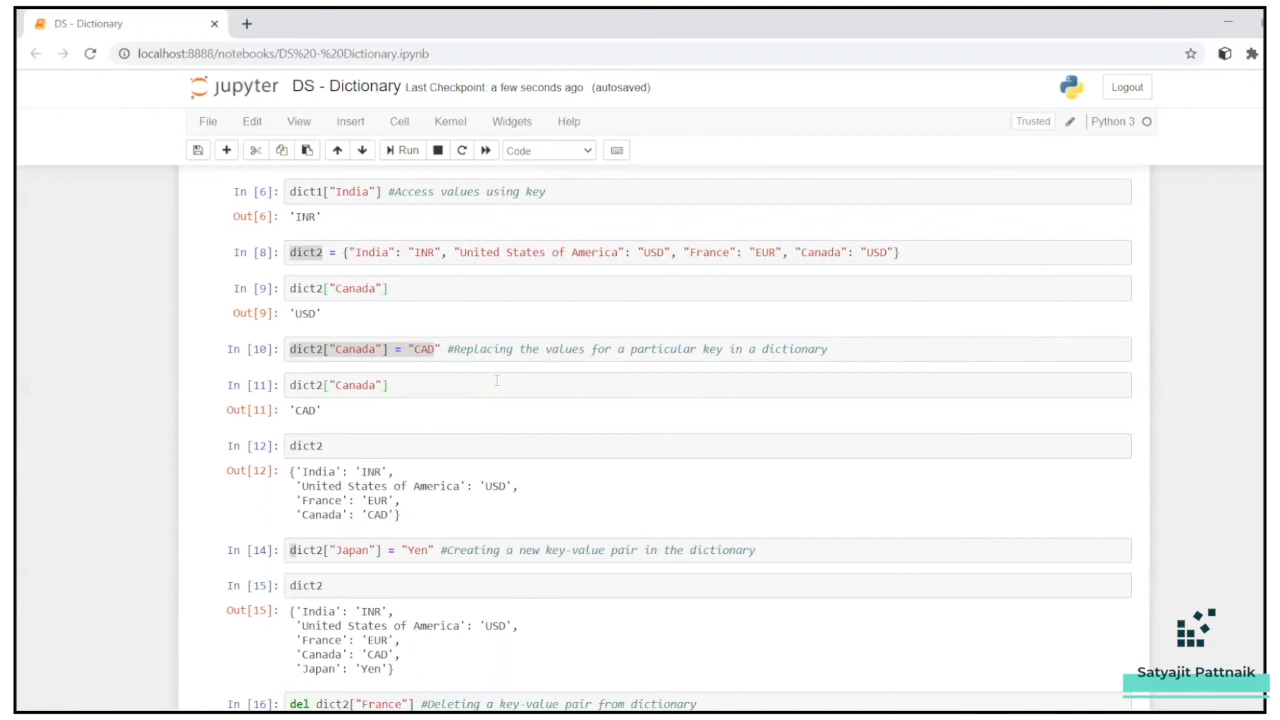 DS - Dictionary
localhost:8888/notebooks/DS%20-%20Dictionary.ipynb
jupyter DS - Dictionary Last Checkpoint: a few seconds ago (autosaved) Logout
File Edit View Insert Cell Kernel Widgets Help Trusted Python 3
Run Code
In [6]: dict1["India"] #Access values using key
Out[6]: 'INR'
In [8]: dict2 = {"India": "INR", "United States of America": "USD", "France": "EUR", "Canada": "USD"}
In [9]: dict2["Canada"]
Out[9]: 'USD'
In [10]: dict2["Canada"] = "CAD" #Replacing the values for a particular key in a dictionary
In [11]: dict2["Canada"]
Out[11]: 'CAD'
In [12]: dict2
Out[12]: {'India': 'INR',
'United States of America': 'USD',
'France': 'EUR',
'Canada': 'CAD'}
In [14]: dict2["Japan"] = "Yen" #Creating a new key-value pair in the dictionary
In [15]: dict2
Out[15]: {'India': 'INR',
'United States of America': 'USD',
'France': 'EUR',
'Canada': 'CAD',
'Japan': 'Yen'}
In [16]: del dict2["France"] #Deleting a key-value pair from dictionary
Satyajit Pattnaik